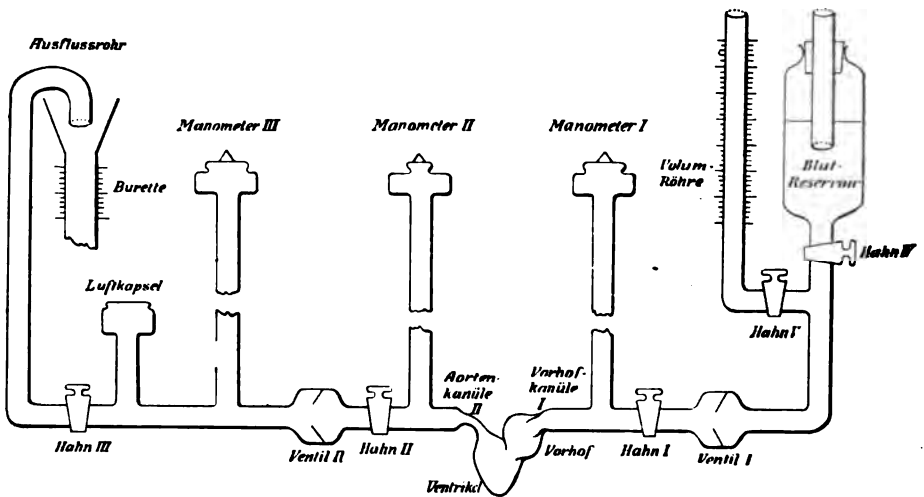 Ausflussrohr
Manometer III
Manometer II
Manometer I
Burette
Volum-
Röhre
Blut-
Reservoir
Hahn IV
Luftkapsel
Hahn V
Aorten-
kanüle
II
Vorhof-
kanüle
I
Hahn III
Ventil II
Hahn II
Ventrikel
Vorhof
Hahn I
Ventil I